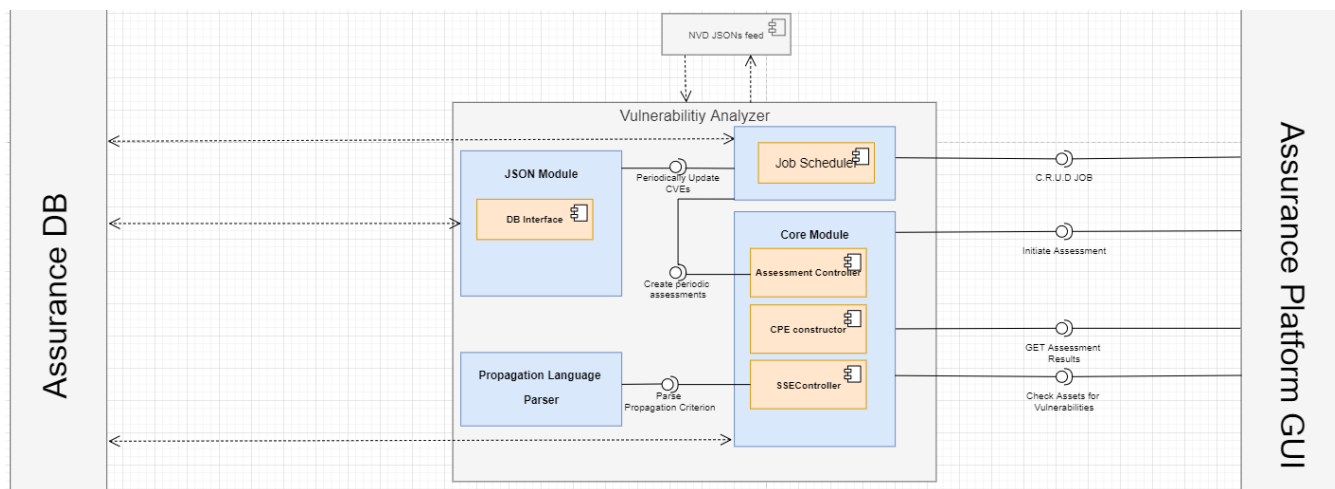 NVD JSONs feed
Vulnerabilitiy Analyzer
Assurance DB
JSON Module
DB Interface
Periodically Update
CVEs
Job Scheduler
C.R.U.D JOB
Core Module
Initiate Assessment
Assessment Controller
Create periodic
assessments
CPE constructor
GET Assessment
Results
Propagation Language
Parser
Parse
Propagation Criterion
SSEController
Check Assets for
Vulnerabilities
Assurance Platform GUI